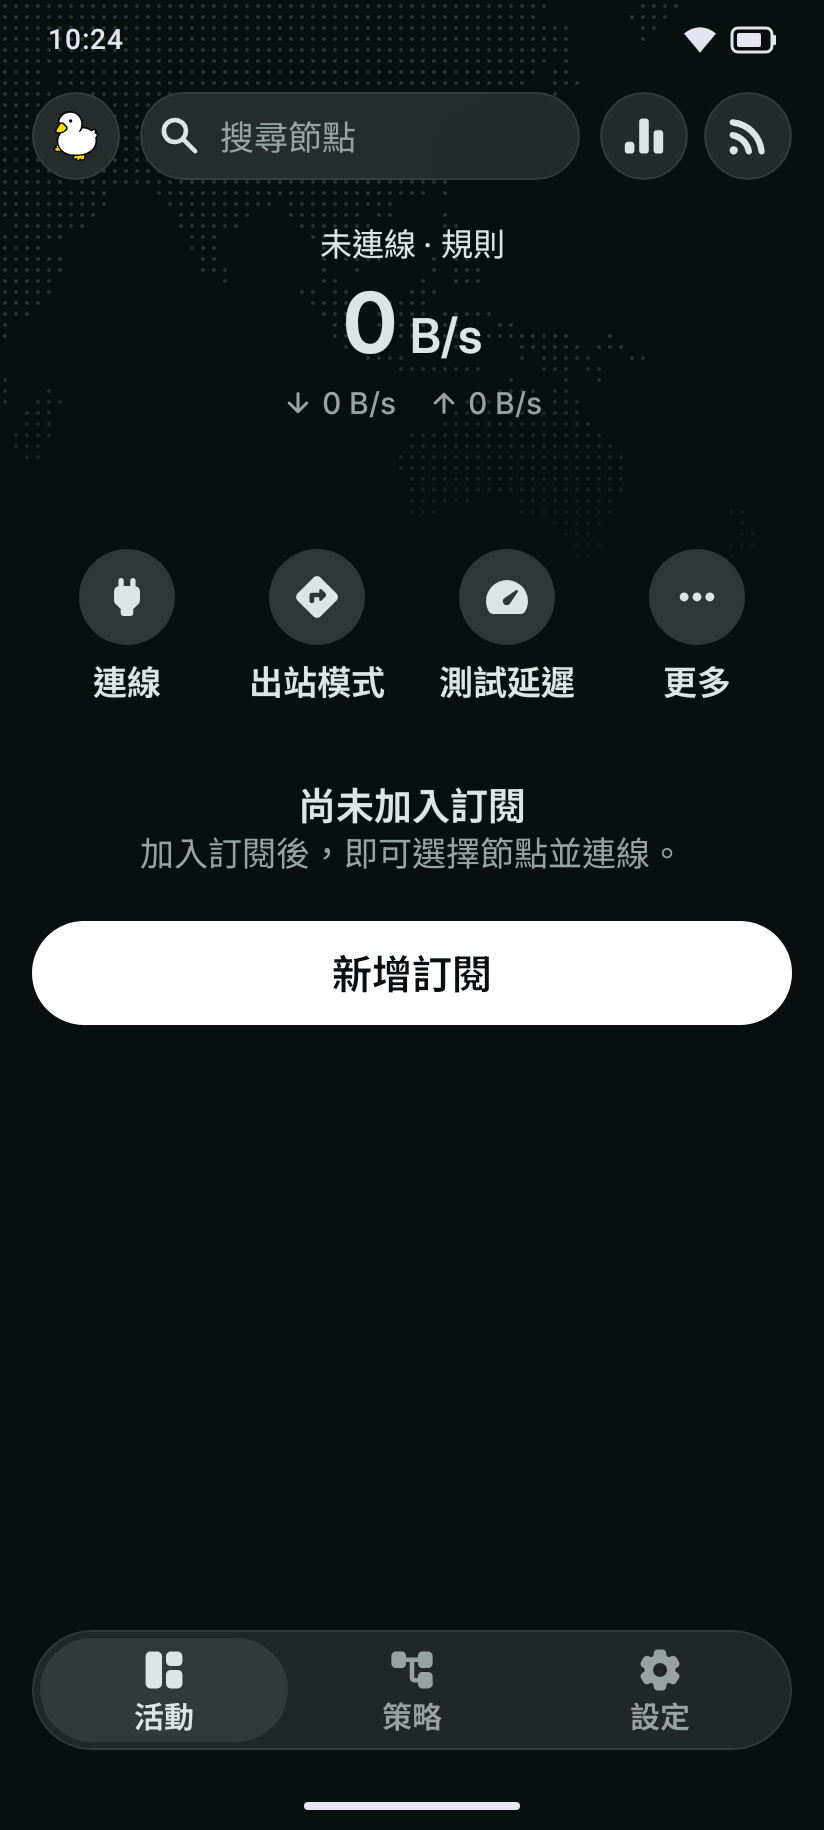 10:24
搜尋節點
未連線 · 規則
0 B/s
↓ 0 B/s ↑ 0 B/s
連線 出站模式 測試延遲 更多
尚未加入訂閱
加入訂閱後，即可選擇節點並連線。
新增訂閱
活動 策略 設定